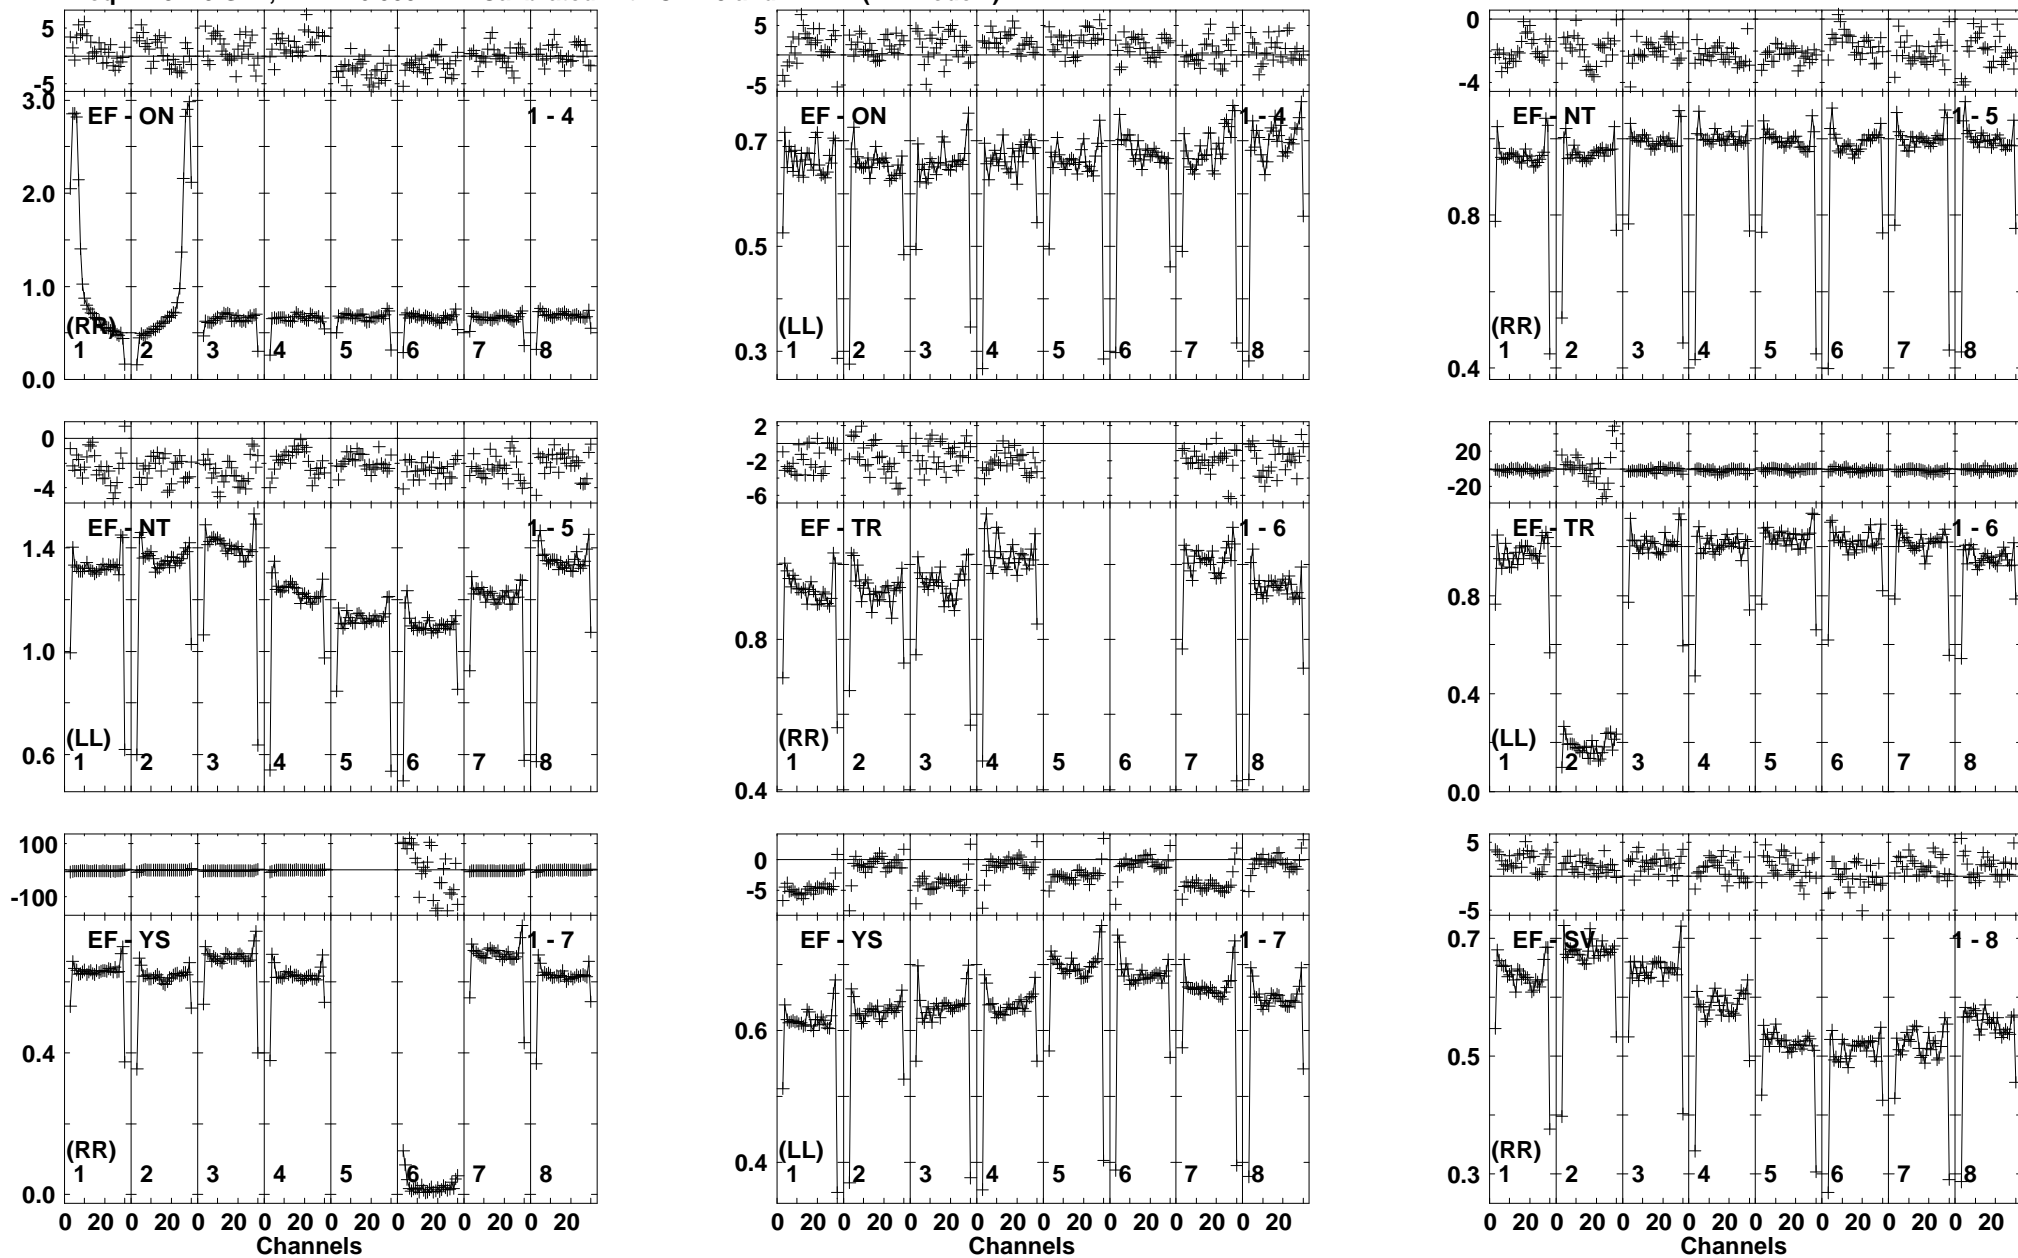 5
-5
3.0
2.0
1.0
0.0
EF - ON
1 - 4
(RR)
1 2 3 4 5 6 7 8
5
-5
0.7
0.5
0.3
EF - ON
1 - 4
(LL)
1 2 3 4 5 6 7 8
0
-4
0.8
0.4
EF - NT
1 - 5
(RR)
1 2 3 4 5 6 7 8
0
-4
1.4
1.0
0.6
EF - NT
1 - 5
(LL)
1 2 3 4 5 6 7 8
2
-2
-6
0.8
0.4
EF - TR
1 - 6
(RR)
1 2 3 4 5 6 7 8
20
-20
0.8
0.4
0.0
EF - TR
1 - 6
(LL)
1 2 3 4 5 6 7 8
100
-100
0.4
0.0
EF - YS
1 - 7
(RR)
1 2 3 4 5 6 7 8
0 20 0 20 0 20 0 20 0 20 0 20 0 20 0 20
Channels
0
-5
0.6
0.4
EF - YS
1 - 7
(LL)
1 2 3 4 5 6 7 8
0 20 0 20 0 20 0 20 0 20 0 20 0 20 0 20
Channels
5
-5
0.7
0.5
0.3
EF - SV
1 - 8
(RR)
1 2 3 4 5 6 7 8
0 20 0 20 0 20 0 20 0 20 0 20 0 20 0 20
Channels